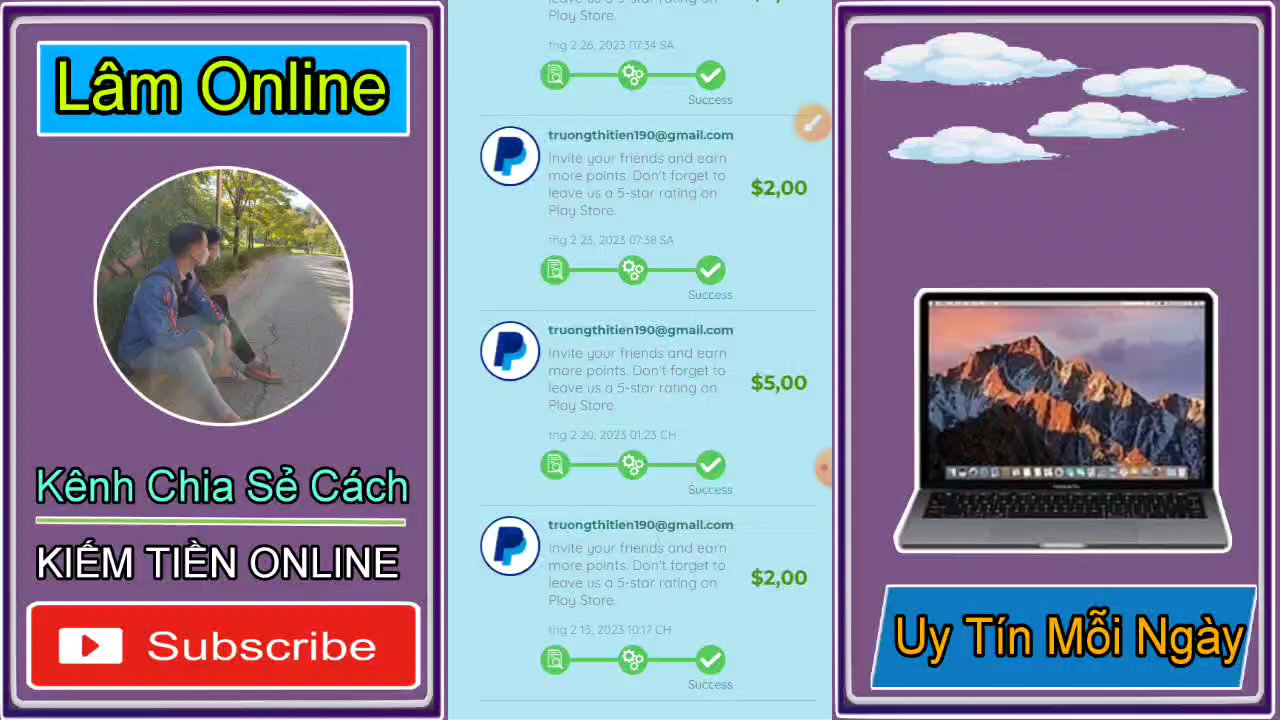 Lâm Online
Kênh Chia Sẻ Cách
KIẾM TIỀN ONLINE
Subscribe
Play Store.
thg 2 26, 2023 07:34 SA
Success
truongthitien190@gmail.com
Invite your friends and earn
more points. Don't forget to
leave us a 5-star rating on
Play Store.
$2,00
thg 2 23, 2023 07:38 SA
Success
truongthitien190@gmail.com
Invite your friends and earn
more points. Don't forget to
leave us a 5-star rating on
Play Store.
$5,00
thg 2 20, 2023 01:23 CH
Success
truongthitien190@gmail.com
Invite your friends and earn
more points. Don't forget to
leave us a 5-star rating on
Play Store.
$2,00
thg 2 15, 2023 10:17 CH
Success
Uy Tín Mỗi Ngày